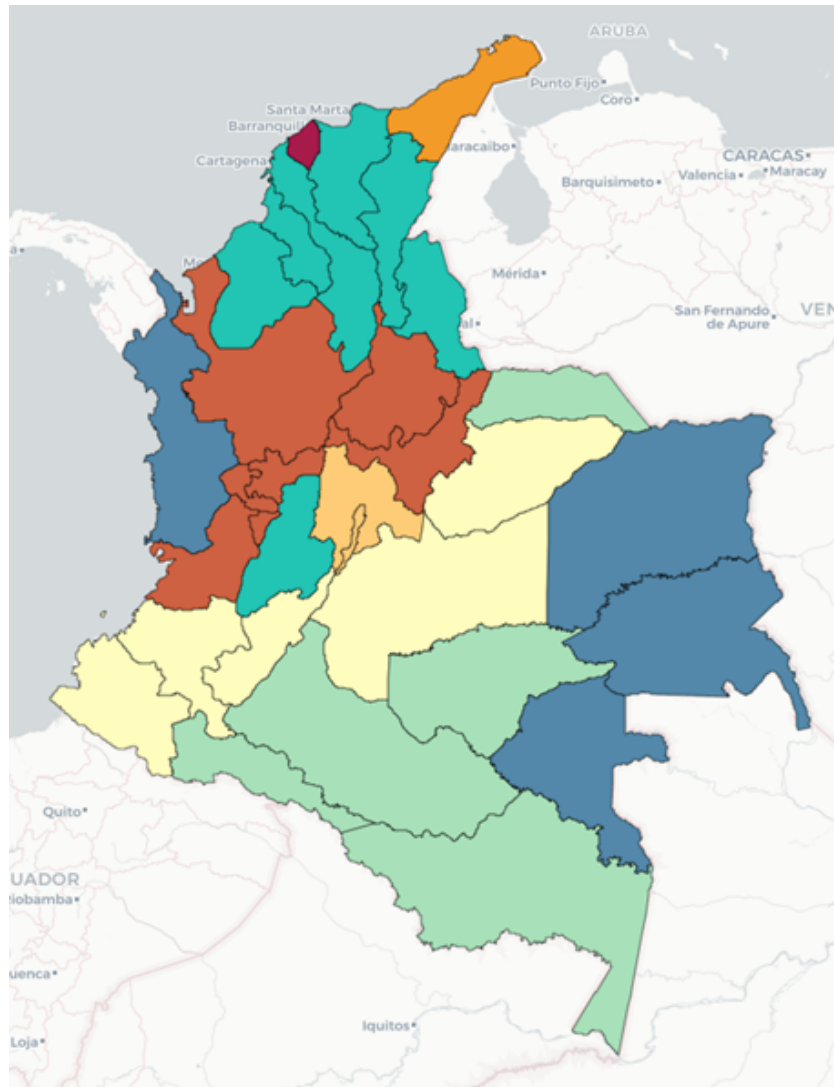 ARUBA
Punto Fijo
Coro
Santa Marta
Barranquill
Cartagena
aracaibo
CARACAS
Maracay
Valencia
Barquisimeto
Mérida
San Fernando
de Apure
VEN
Quito
UADOR
iobamba
uenca
Loja
Iquitos